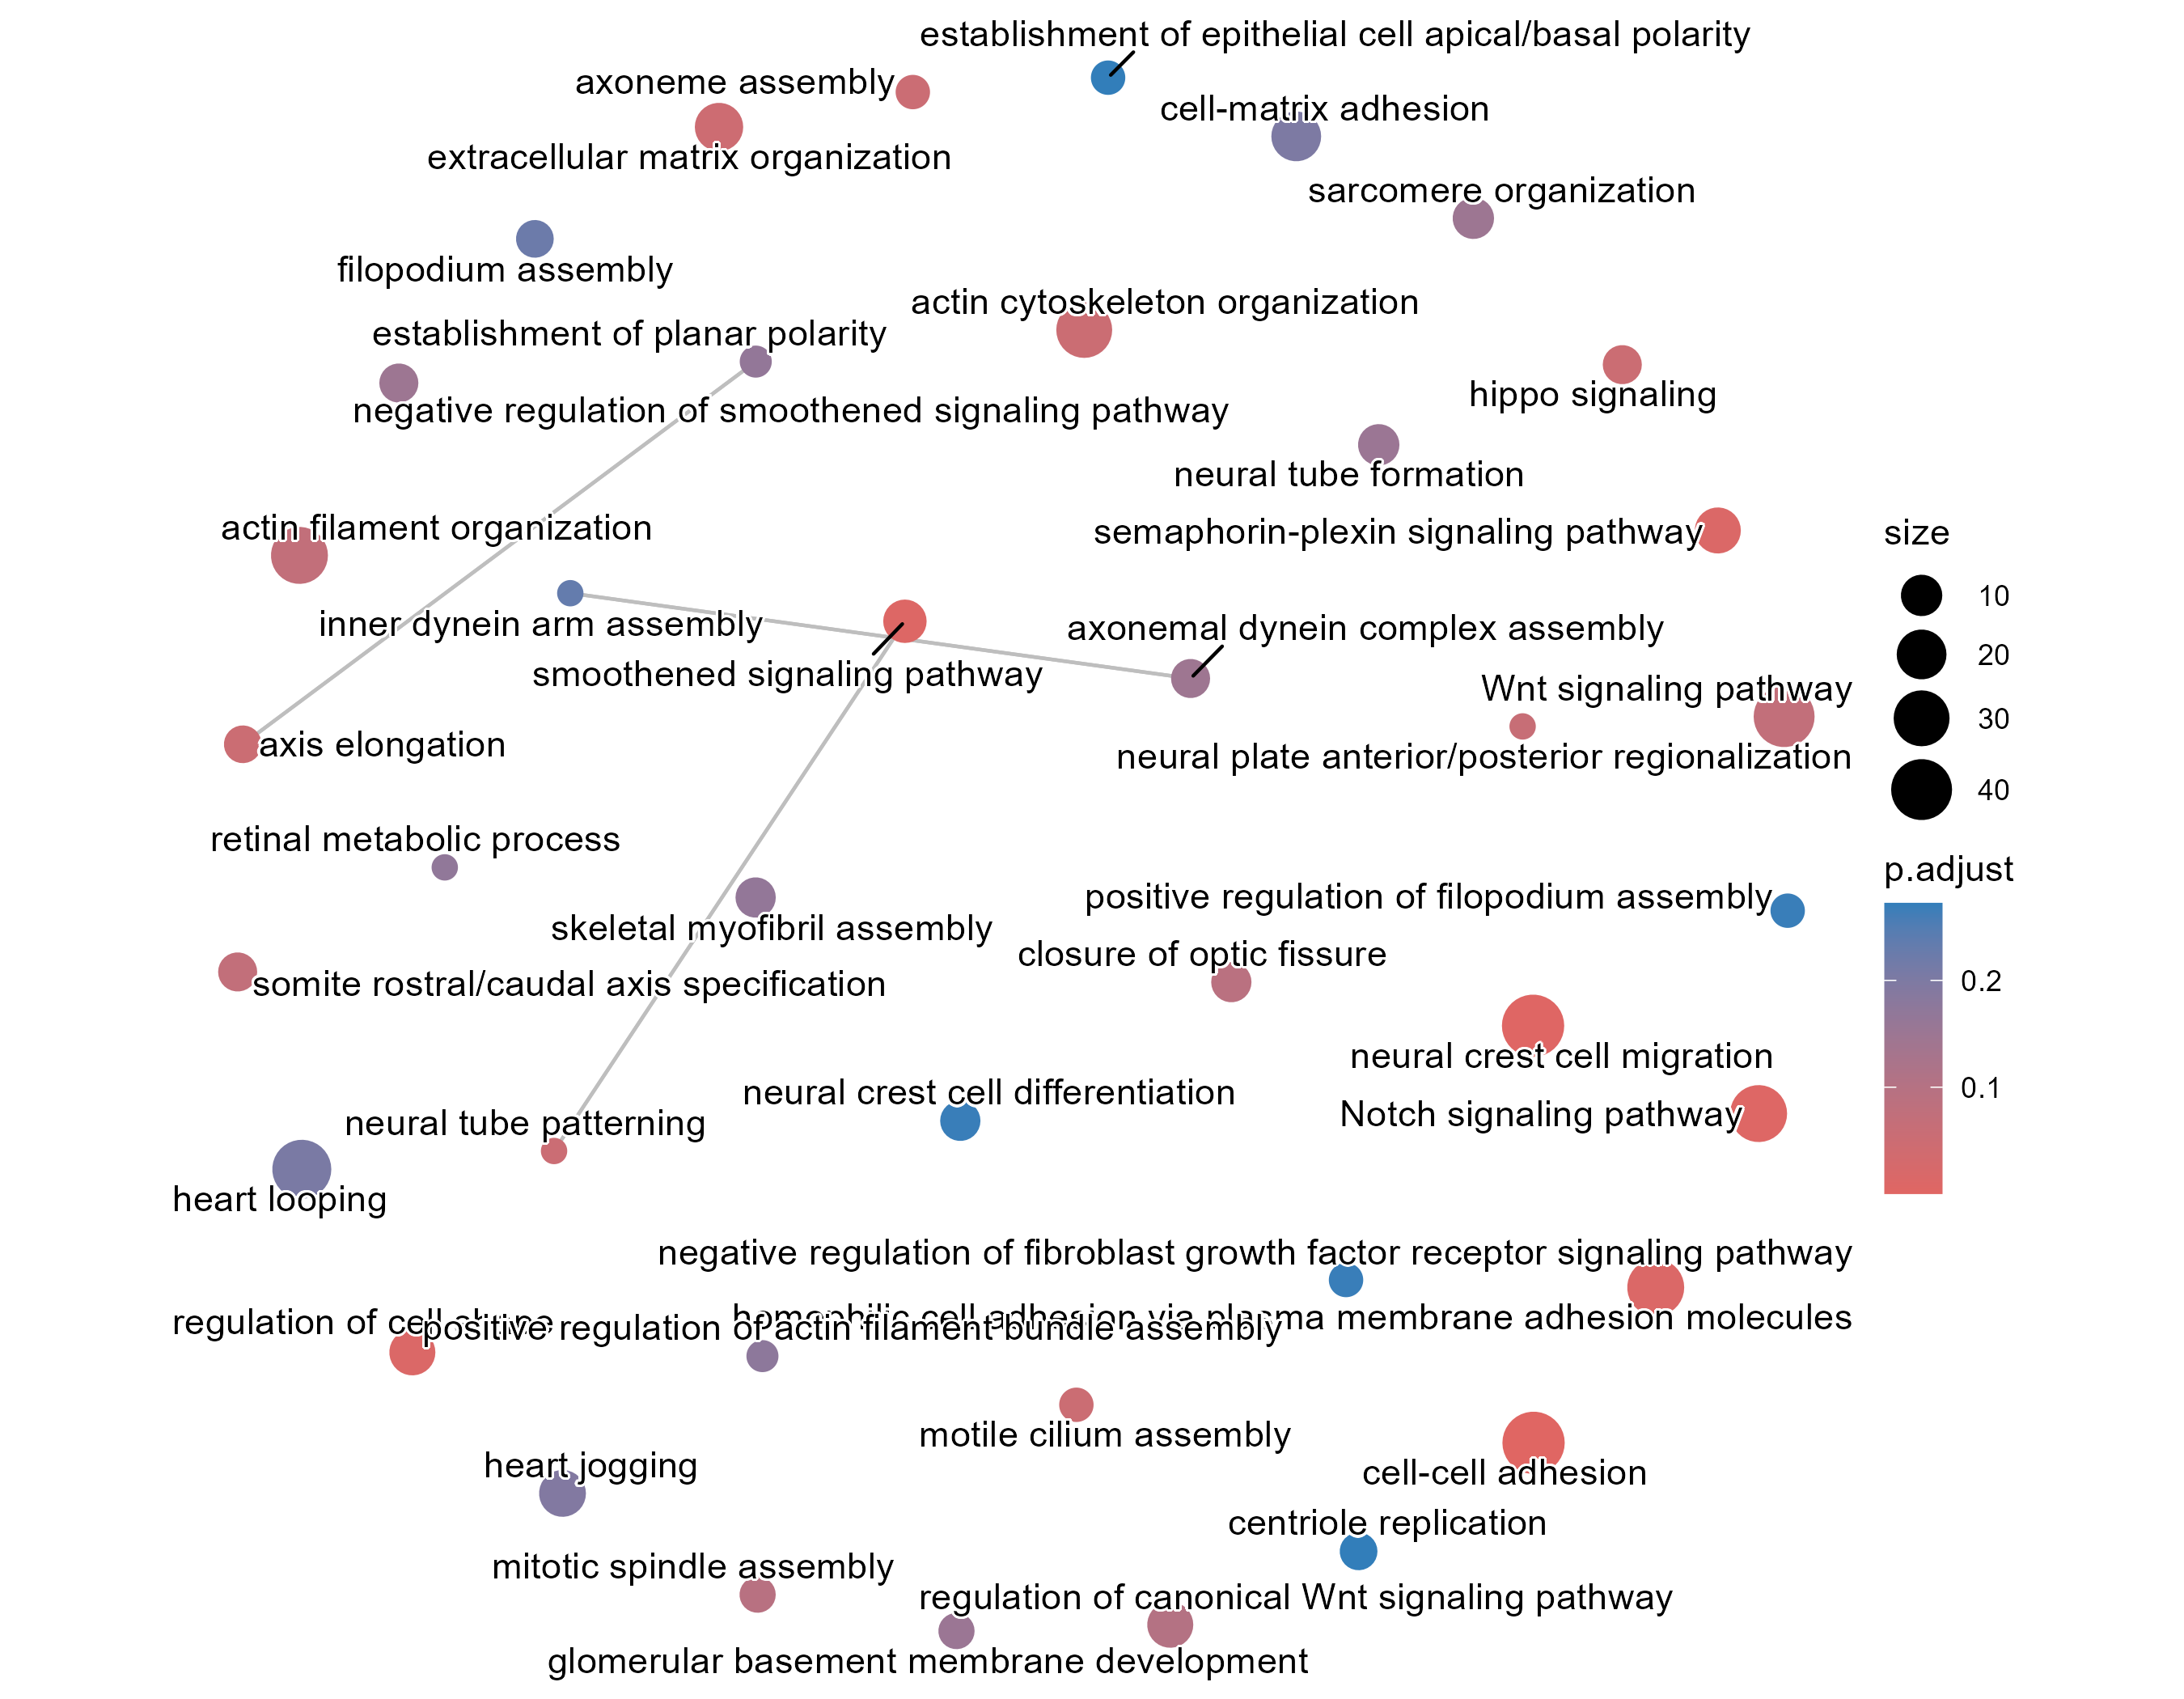 establishment of epithelial cell apical/basal polarity
axoneme assembly
cell-matrix adhesion
extracellular matrix organization
sarcomere organization
filopodium assembly
actin cytoskeleton organization
establishment of planar polarity
hippo signaling
negative regulation of smoothened signaling pathway
neural tube formation
actin filament organization
semaphorin-plexin signaling pathway
size
10
inner dynein arm assembly
axonemal dynein complex assembly
20
smoothened signaling pathway
Wnt signaling pathway
30
axis elongation
neural plate anterior/posterior regionalization
40
retinal metabolic process
p.adjust
positive regulation of filopodium assembly
skeletal myofibril assembly
closure of optic fissure
0.2
somite rostral/caudal axis specification
neural crest cell migration
0.1
neural crest cell differentiation
Notch signaling pathway
neural tube patterning
heart looping
negative regulation of fibroblast growth factor receptor signaling pathway
homophilic cell adhesion via plasma membrane adhesion molecules
regulation of cell shape
positive regulation of actin filament bundle assembly
motile cilium assembly
heart jogging
cell-cell adhesion
centriole replication
mitotic spindle assembly
regulation of canonical Wnt signaling pathway
glomerular basement membrane development